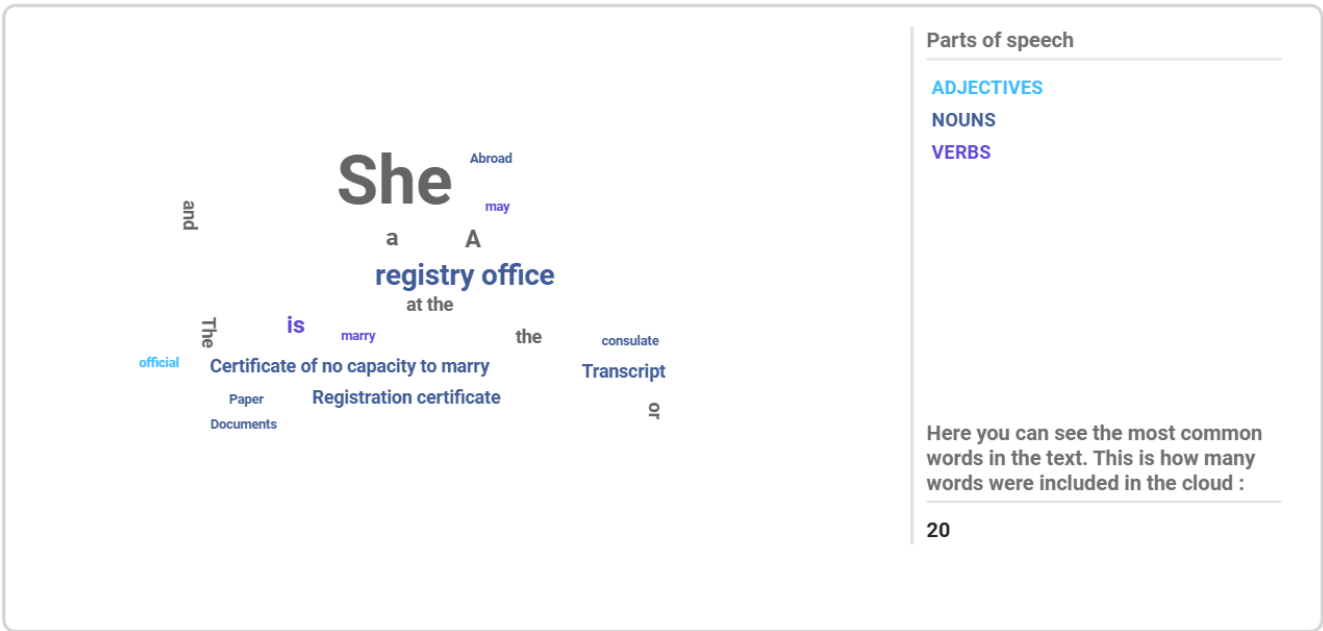 She
Abroad
and
may
a
A
registry office
at the
The
is
marry
the
consulate
official
Certificate of no capacity to marry
Transcript
Paper
Registration certificate
or
Documents
Parts of speech
ADJECTIVES
NOUNS
VERBS
Here you can see the most common
words in the text. This is how many
words were included in the cloud :
20